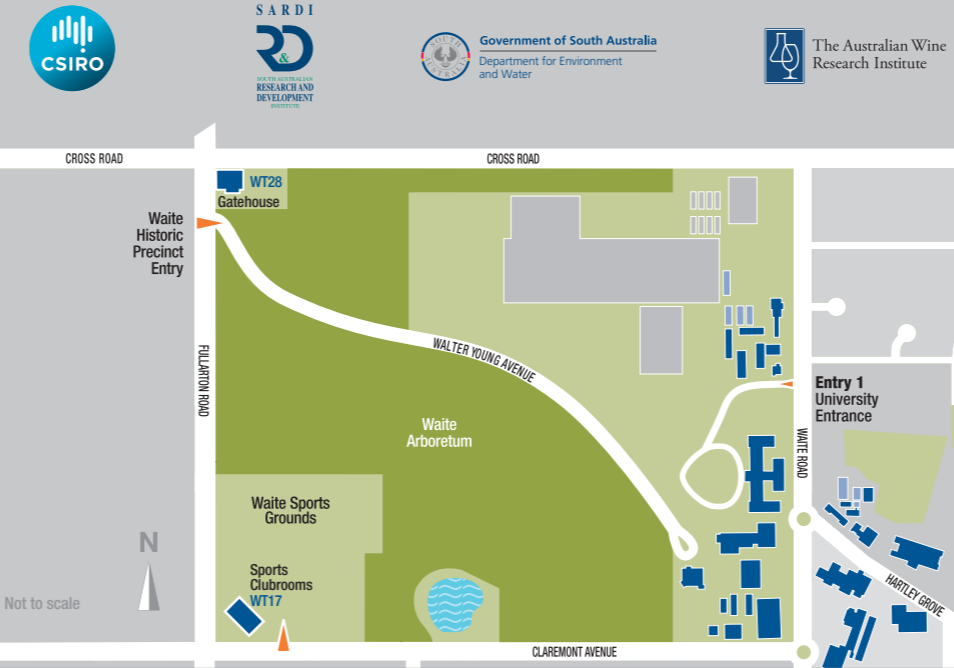 CSIRO
SARDI
R&D
SOUTH AUSTRALIAN
RESEARCH AND
DEVELOPMENT
INSTITUTE
SOUTH
AUSTRALIA
Government of South Australia
Department for Environment
and Water
The Australian Wine
Research Institute
CROSS ROAD
CROSS ROAD
WT28
Gatehouse
Waite
Historic
Precinct
Entry
FULLARTON ROAD
WALTER YOUNG AVENUE
Entry 1
University
Entrance
Waite
Arboretum
WAITE ROAD
Waite Sports
Grounds
N
Sports
Clubrooms
WT17
Not to scale
HARTLEY GROVE
CLAREMONT AVENUE